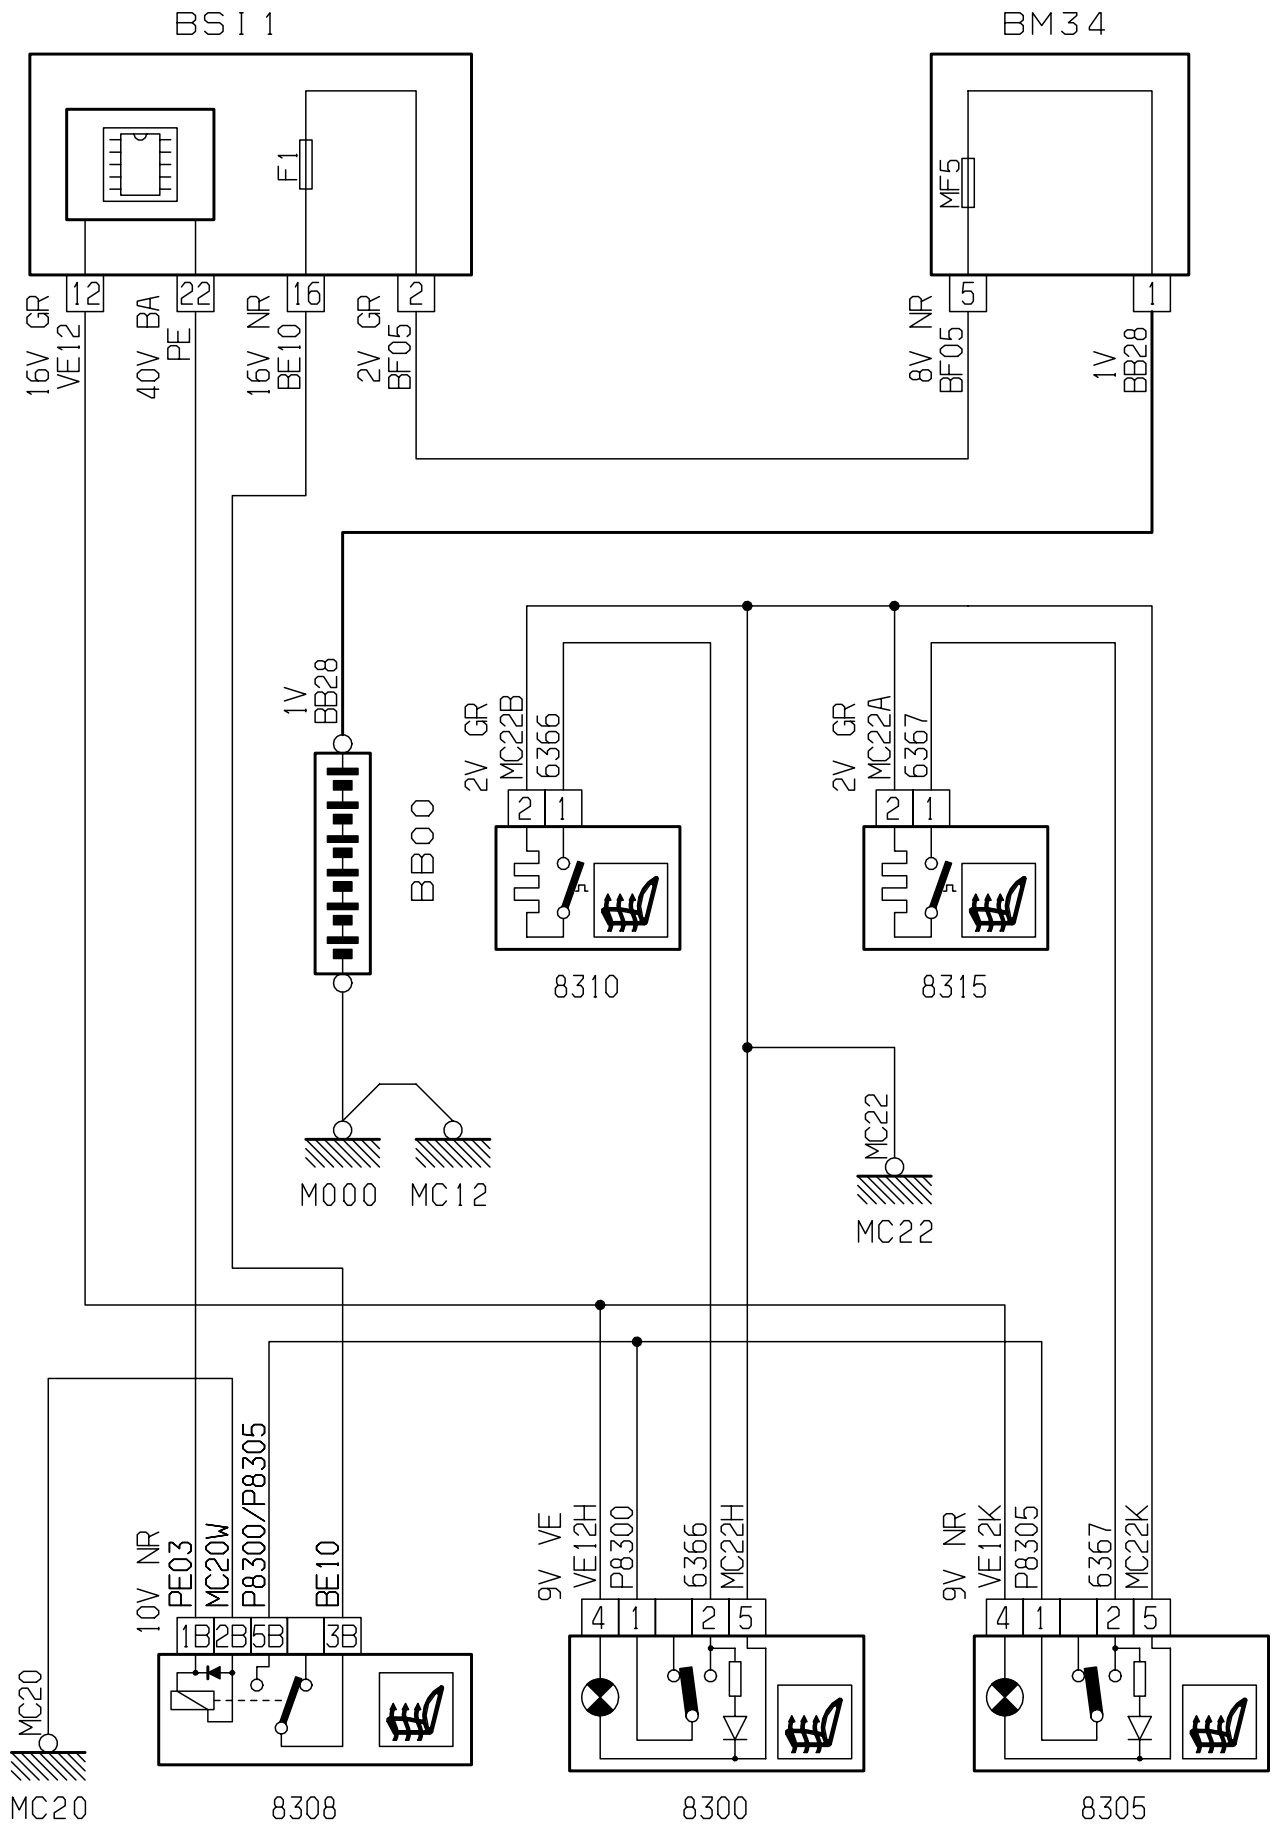 BSI1
BM34
F1
MF5
12
22
16
2
5
1
16V GR
VE12
40V BA
PE
16V NR
BE10
2V GR
BF05
8V NR
BF05
1V
BB28
1V
BB28
BB00
2V GR
MC22B
6366
2
1
8310
2V GR
MC22A
6367
2
1
8315
M000
MC12
MC22
MC22
10V NR
PE03
MC20W
P8300/P8305
BE10
1B
2B
5B
3B
8308
MC20
MC20
9V VE
VE12H
P8300
6366
MC22H
4
1
2
5
8300
9V NR
VE12K
P8305
6367
MC22K
4
1
2
5
8305